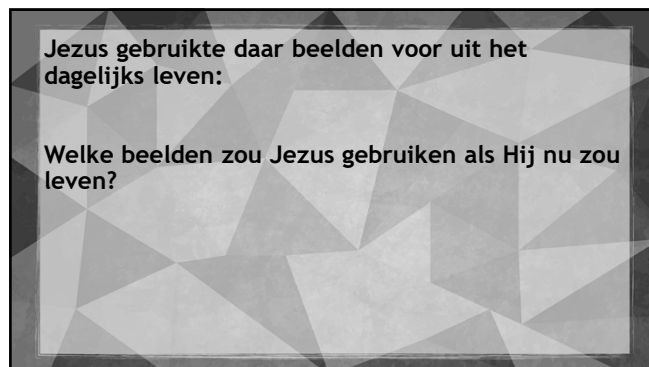 Jezus gebruikte daar beelden voor uit het
dagelijks leven:
Welke beelden zou Jezus gebruiken als Hij nu zou
leven?